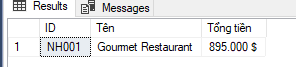 Results Messages
ID Tên Tổng tiền
1 NH001 Gourmet Restaurant 895.000 $